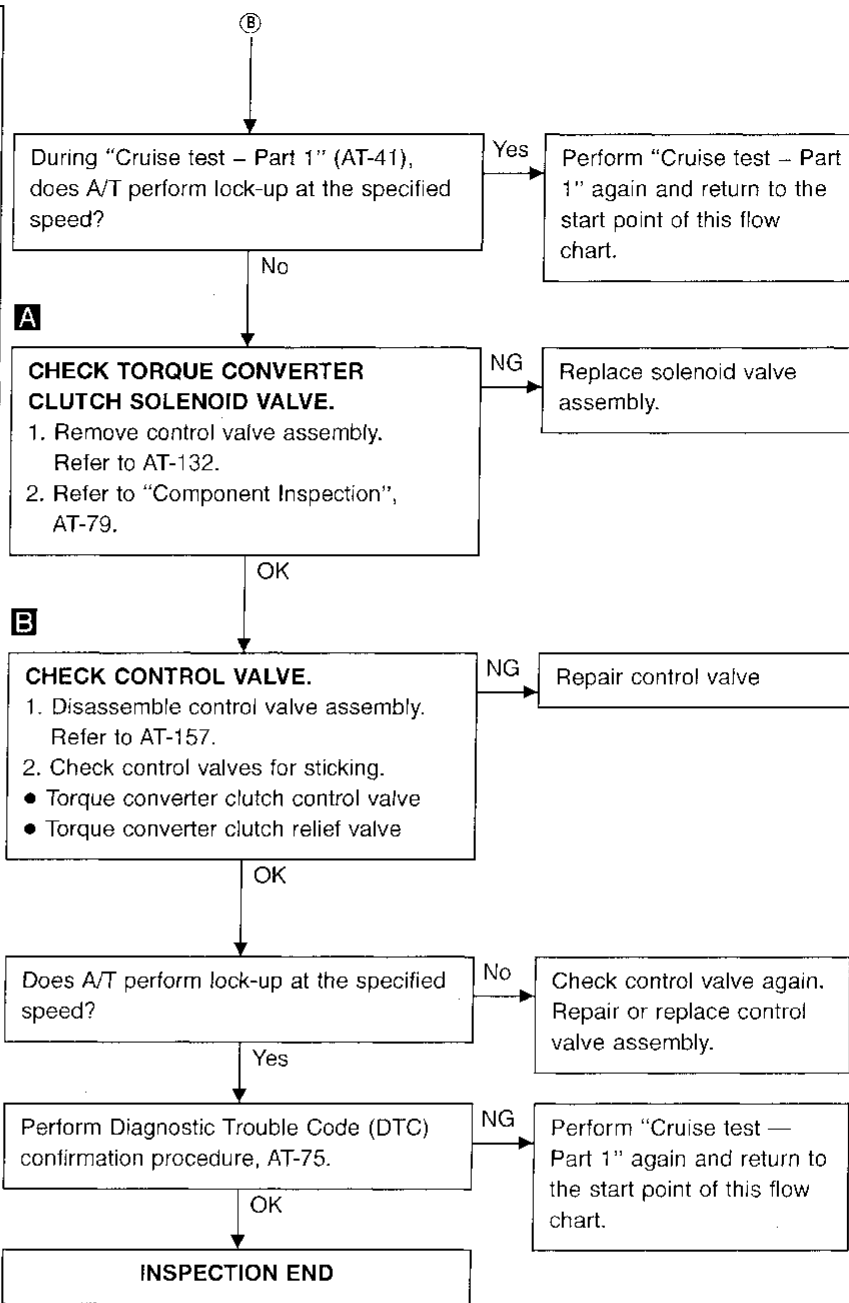 Ⓑ
During “Cruise test – Part 1” (AT-41),
does A/T perform lock-up at the specified
speed?
Yes
Perform “Cruise test – Part
1” again and return to the
start point of this flow
chart.
No
A
CHECK TORQUE CONVERTER
CLUTCH SOLENOID VALVE.
1. Remove control valve assembly.
Refer to AT-132.
2. Refer to “Component Inspection”,
AT-79.
NG
Replace solenoid valve
assembly.
OK
B
CHECK CONTROL VALVE.
1. Disassemble control valve assembly.
Refer to AT-157.
2. Check control valves for sticking.
● Torque converter clutch control valve
● Torque converter clutch relief valve
NG
Repair control valve
OK
Does A/T perform lock-up at the specified
speed?
No
Check control valve again.
Repair or replace control
valve assembly.
Yes
Perform Diagnostic Trouble Code (DTC)
confirmation procedure, AT-75.
NG
Perform “Cruise test —
Part 1” again and return to
the start point of this flow
chart.
OK
INSPECTION END